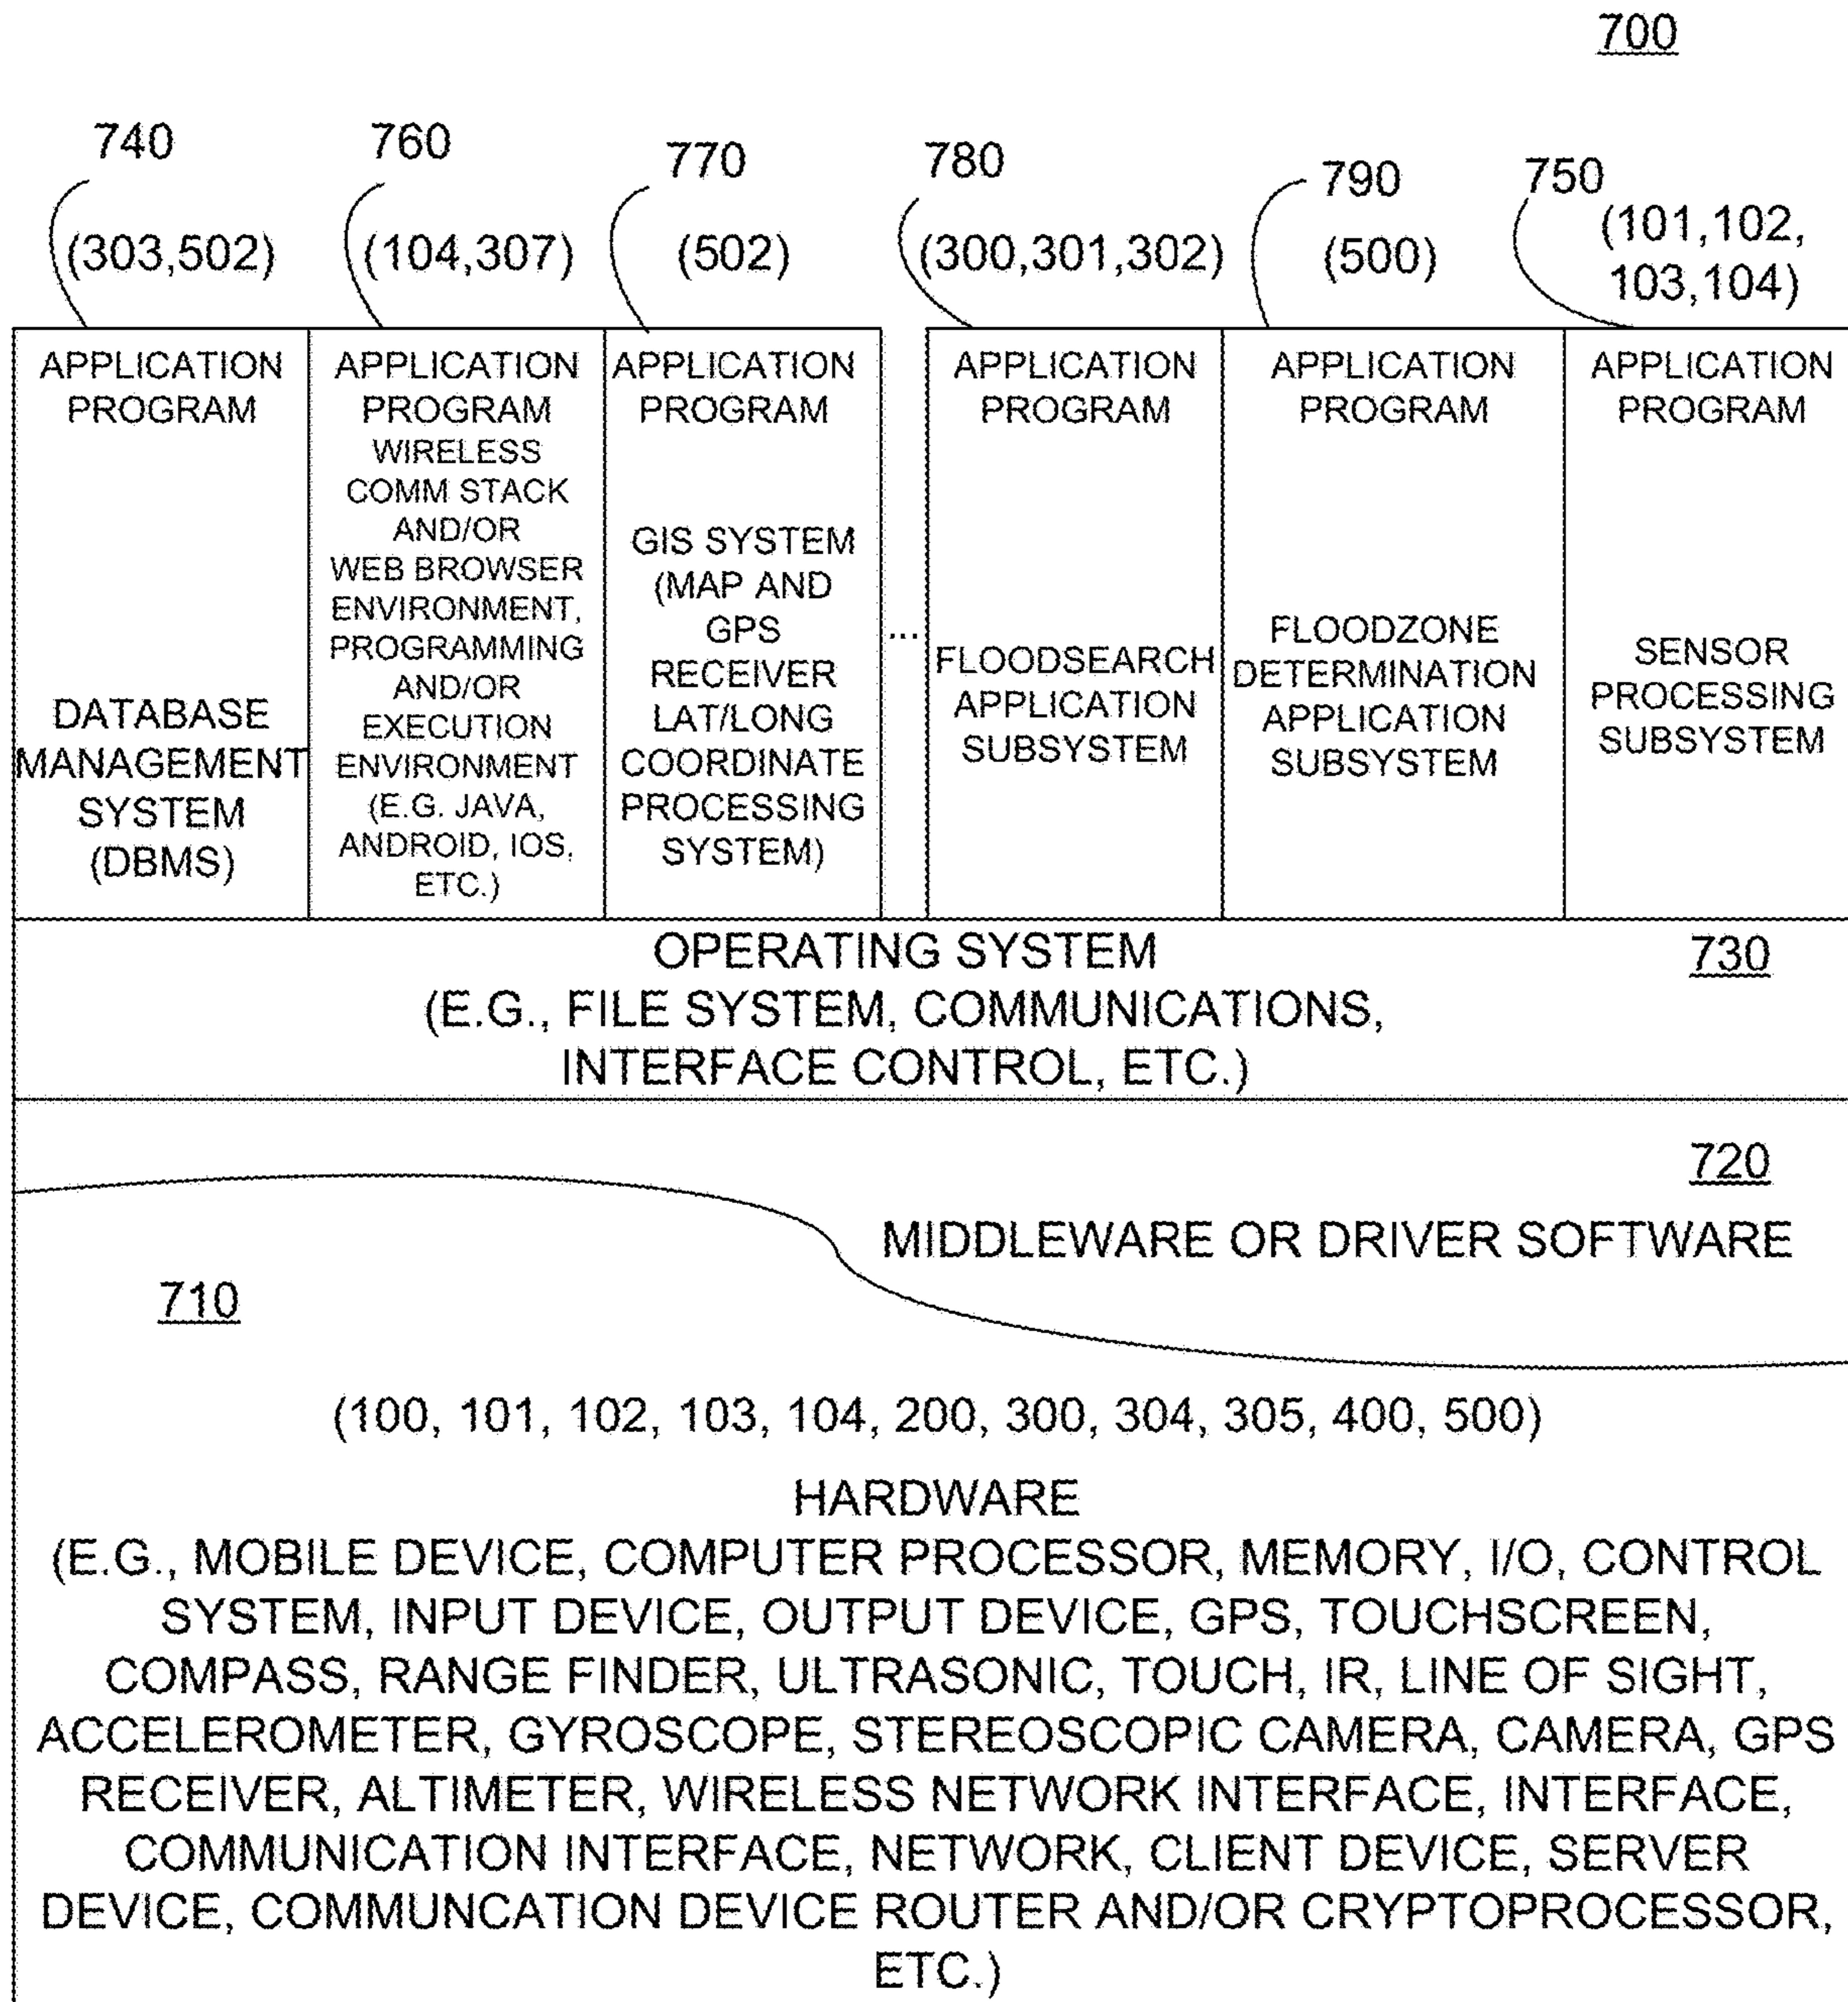 700
740
760
770
780
790
750
(303,502)
(104,307)
(502)
(300,301,302)
(500)
(101,102,
103,104)
APPLICATION
PROGRAM
DATABASE
MANAGEMENT
SYSTEM
(DBMS)
APPLICATION
PROGRAM
WIRELESS
COMM STACK
AND/OR
WEB BROWSER
ENVIRONMENT,
PROGRAMMING
AND/OR
EXECUTION
ENVIRONMENT
(E.G. JAVA,
ANDROID, IOS,
ETC.)
APPLICATION
PROGRAM
GIS SYSTEM
(MAP AND
GPS
RECEIVER
LAT/LONG
COORDINATE
PROCESSING
SYSTEM)
...
APPLICATION
PROGRAM
FLOODSEARCH
APPLICATION
SUBSYSTEM
APPLICATION
PROGRAM
FLOODZONE
DETERMINATION
APPLICATION
SUBSYSTEM
APPLICATION
PROGRAM
SENSOR
PROCESSING
SUBSYSTEM
OPERATING SYSTEM
730
(E.G., FILE SYSTEM, COMMUNICATIONS,
INTERFACE CONTROL, ETC.)
720
MIDDLEWARE OR DRIVER SOFTWARE
710
(100, 101, 102, 103, 104, 200, 300, 304, 305, 400, 500)
HARDWARE
(E.G., MOBILE DEVICE, COMPUTER PROCESSOR, MEMORY, I/O, CONTROL
SYSTEM, INPUT DEVICE, OUTPUT DEVICE, GPS, TOUCHSCREEN,
COMPASS, RANGE FINDER, ULTRASONIC, TOUCH, IR, LINE OF SIGHT,
ACCELEROMETER, GYROSCOPE, STEREOSCOPIC CAMERA, CAMERA, GPS
RECEIVER, ALTIMETER, WIRELESS NETWORK INTERFACE, INTERFACE,
COMMUNICATION INTERFACE, NETWORK, CLIENT DEVICE, SERVER
DEVICE, COMMUNCATION DEVICE ROUTER AND/OR CRYPTOPROCESSOR,
ETC.)